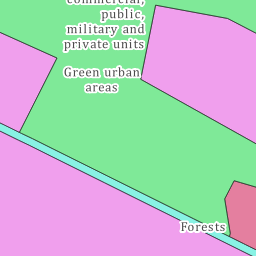 commercial,
public,
military and
private units
Green urban
areas
Forests